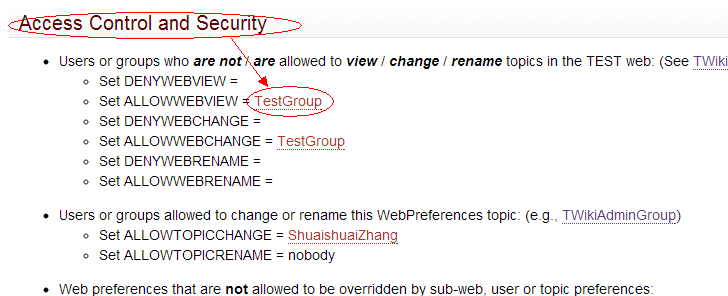 Access Control and Security
Users or groups who are not / are allowed to view / change / rename topics in the TEST web: (See TWiki
Set DENYWEBVIEW =
Set ALLOWWEBVIEW = TestGroup
Set DENYWEBCHANGE =
Set ALLOWWEBCHANGE = TestGroup
Set DENYWEBRENAME =
Set ALLOWWEBRENAME =
Users or groups allowed to change or rename this WebPreferences topic: (e.g., TWikiAdminGroup)
Set ALLOWTOPICCHANGE = ShuaishuaiZhang
Set ALLOWTOPICRENAME = nobody
Web preferences that are not allowed to be overridden by sub-web, user or topic preferences: